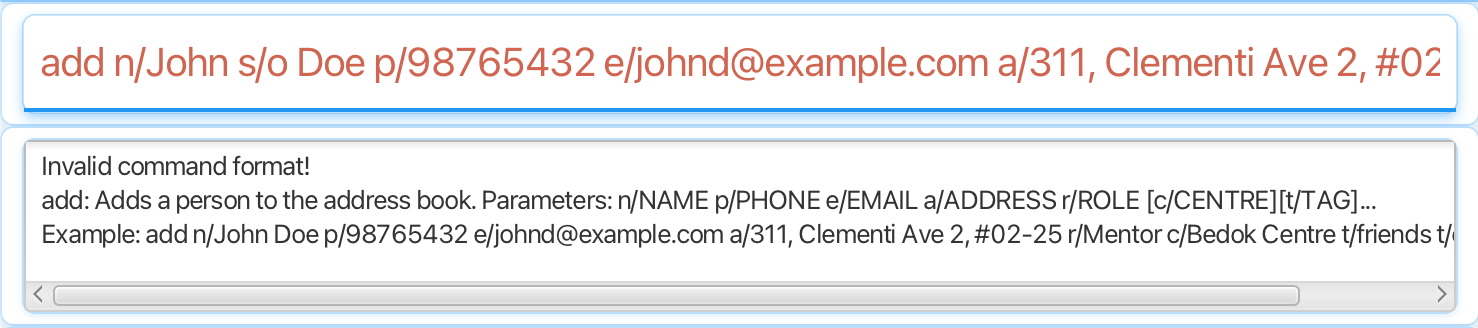 add n/John s/o Doe p/98765432 e/johnd@example.com a/311, Clementi Ave 2, #02
Invalid command format!
add: Adds a person to the address book. Parameters: n/NAME p/PHONE e/EMAIL a/ADDRESS r/ROLE [c/CENTRE][t/TAG]...
Example: add n/John Doe p/98765432 e/johnd@example.com a/311, Clementi Ave 2, #02-25 r/Mentor c/Bedok Centre t/friends t/